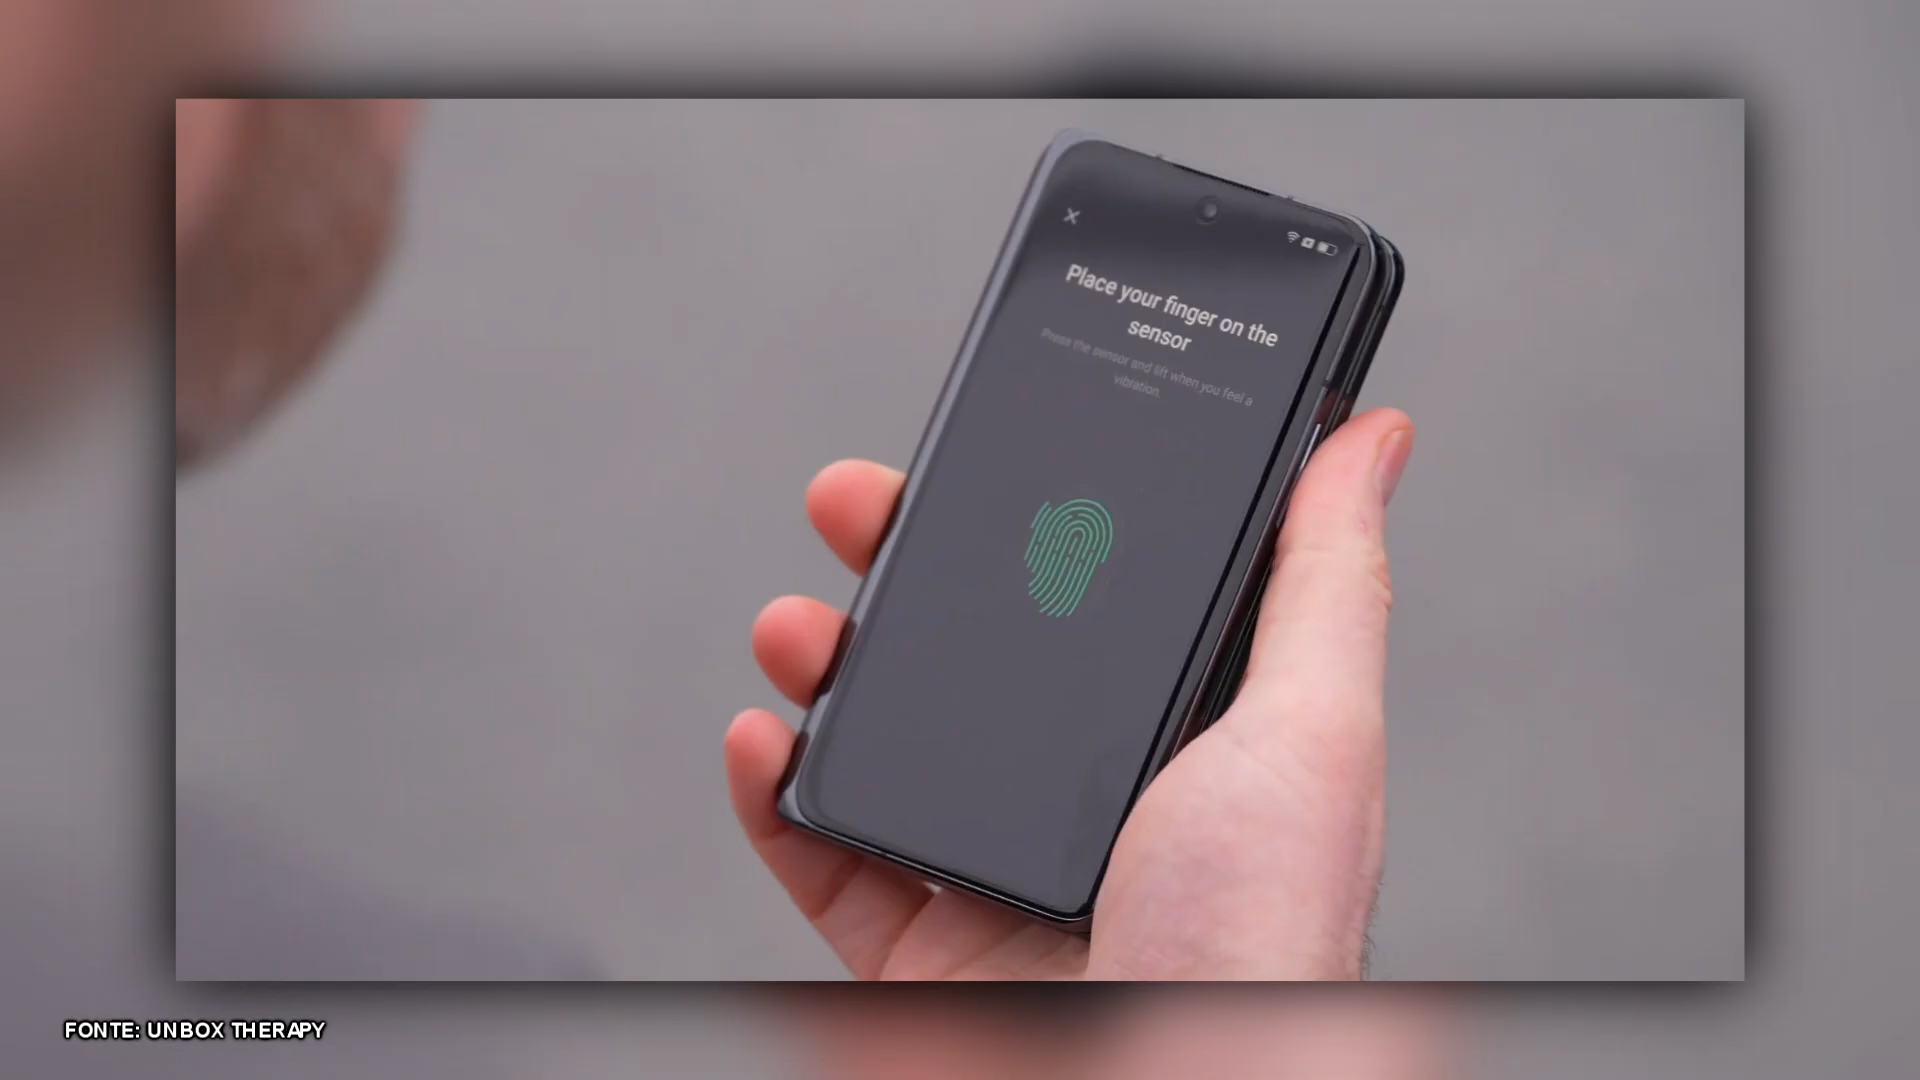 Place your finger on the
sensor
Press the sensor and lift when you feel a
vibration.
FONTE: UNBOX THERAPY